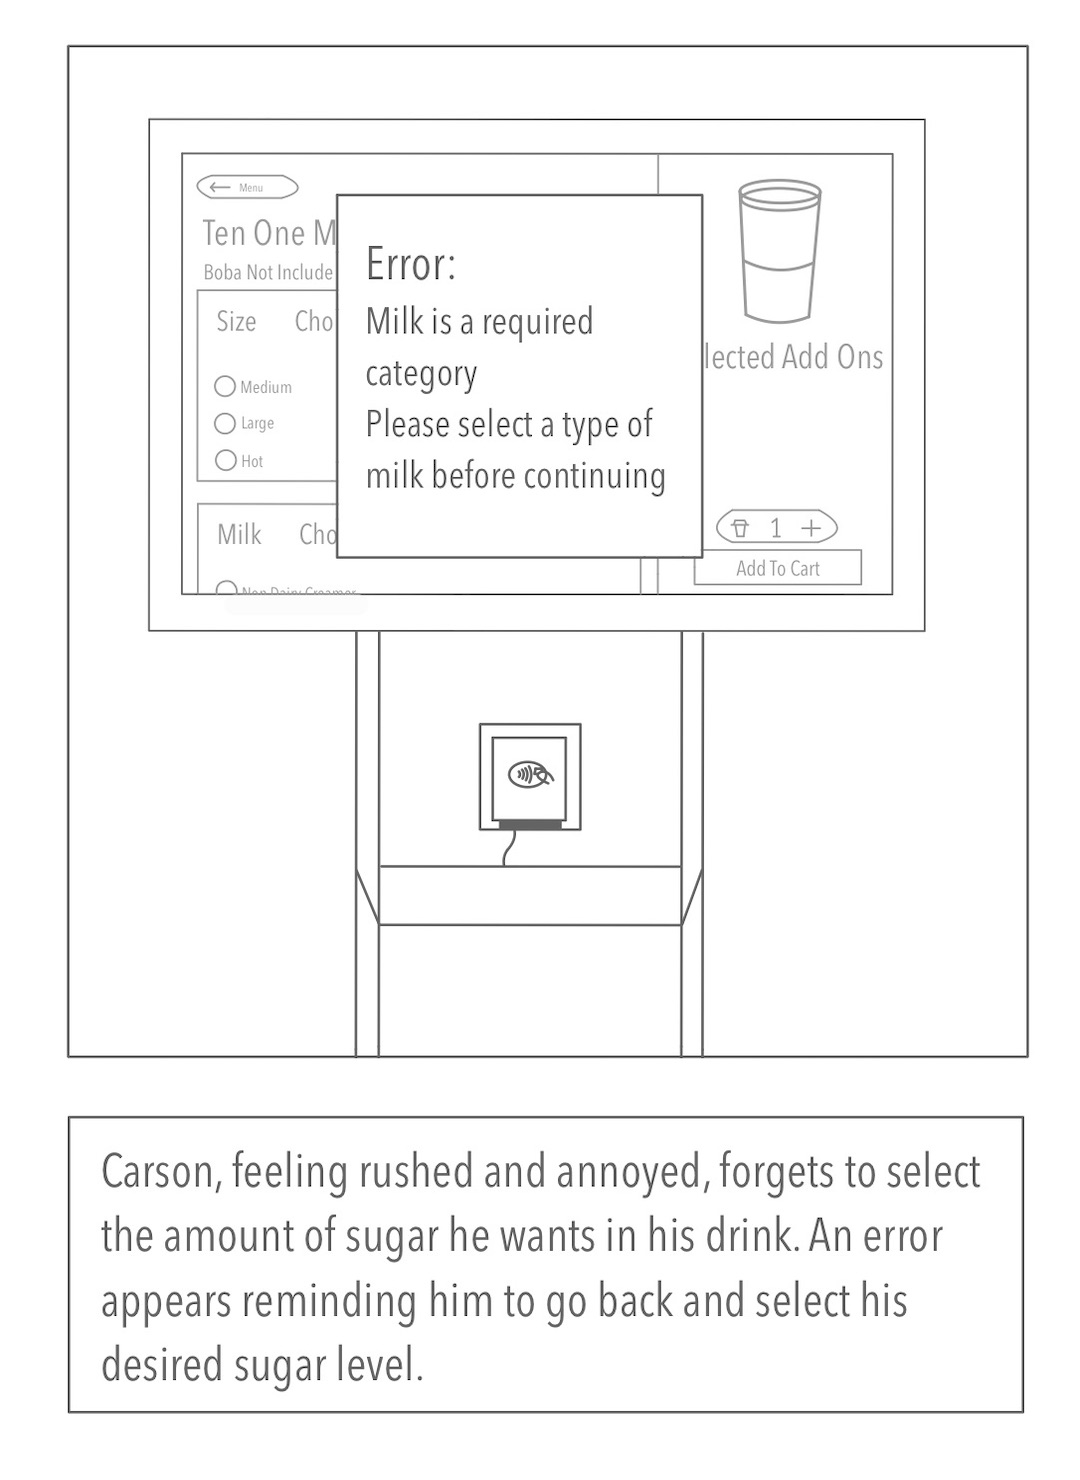 Menu
Ten One M
Boba Not Include
Size Cho
Medium
Large
Hot
Milk Cho
Non Dairy Creamer
Error:
Milk is a required
category
Please select a type of
milk before continuing
lected Add Ons
1
Add To Cart
Carson, feeling rushed and annoyed, forgets to select
the amount of sugar he wants in his drink. An error
appears reminding him to go back and select his
desired sugar level.